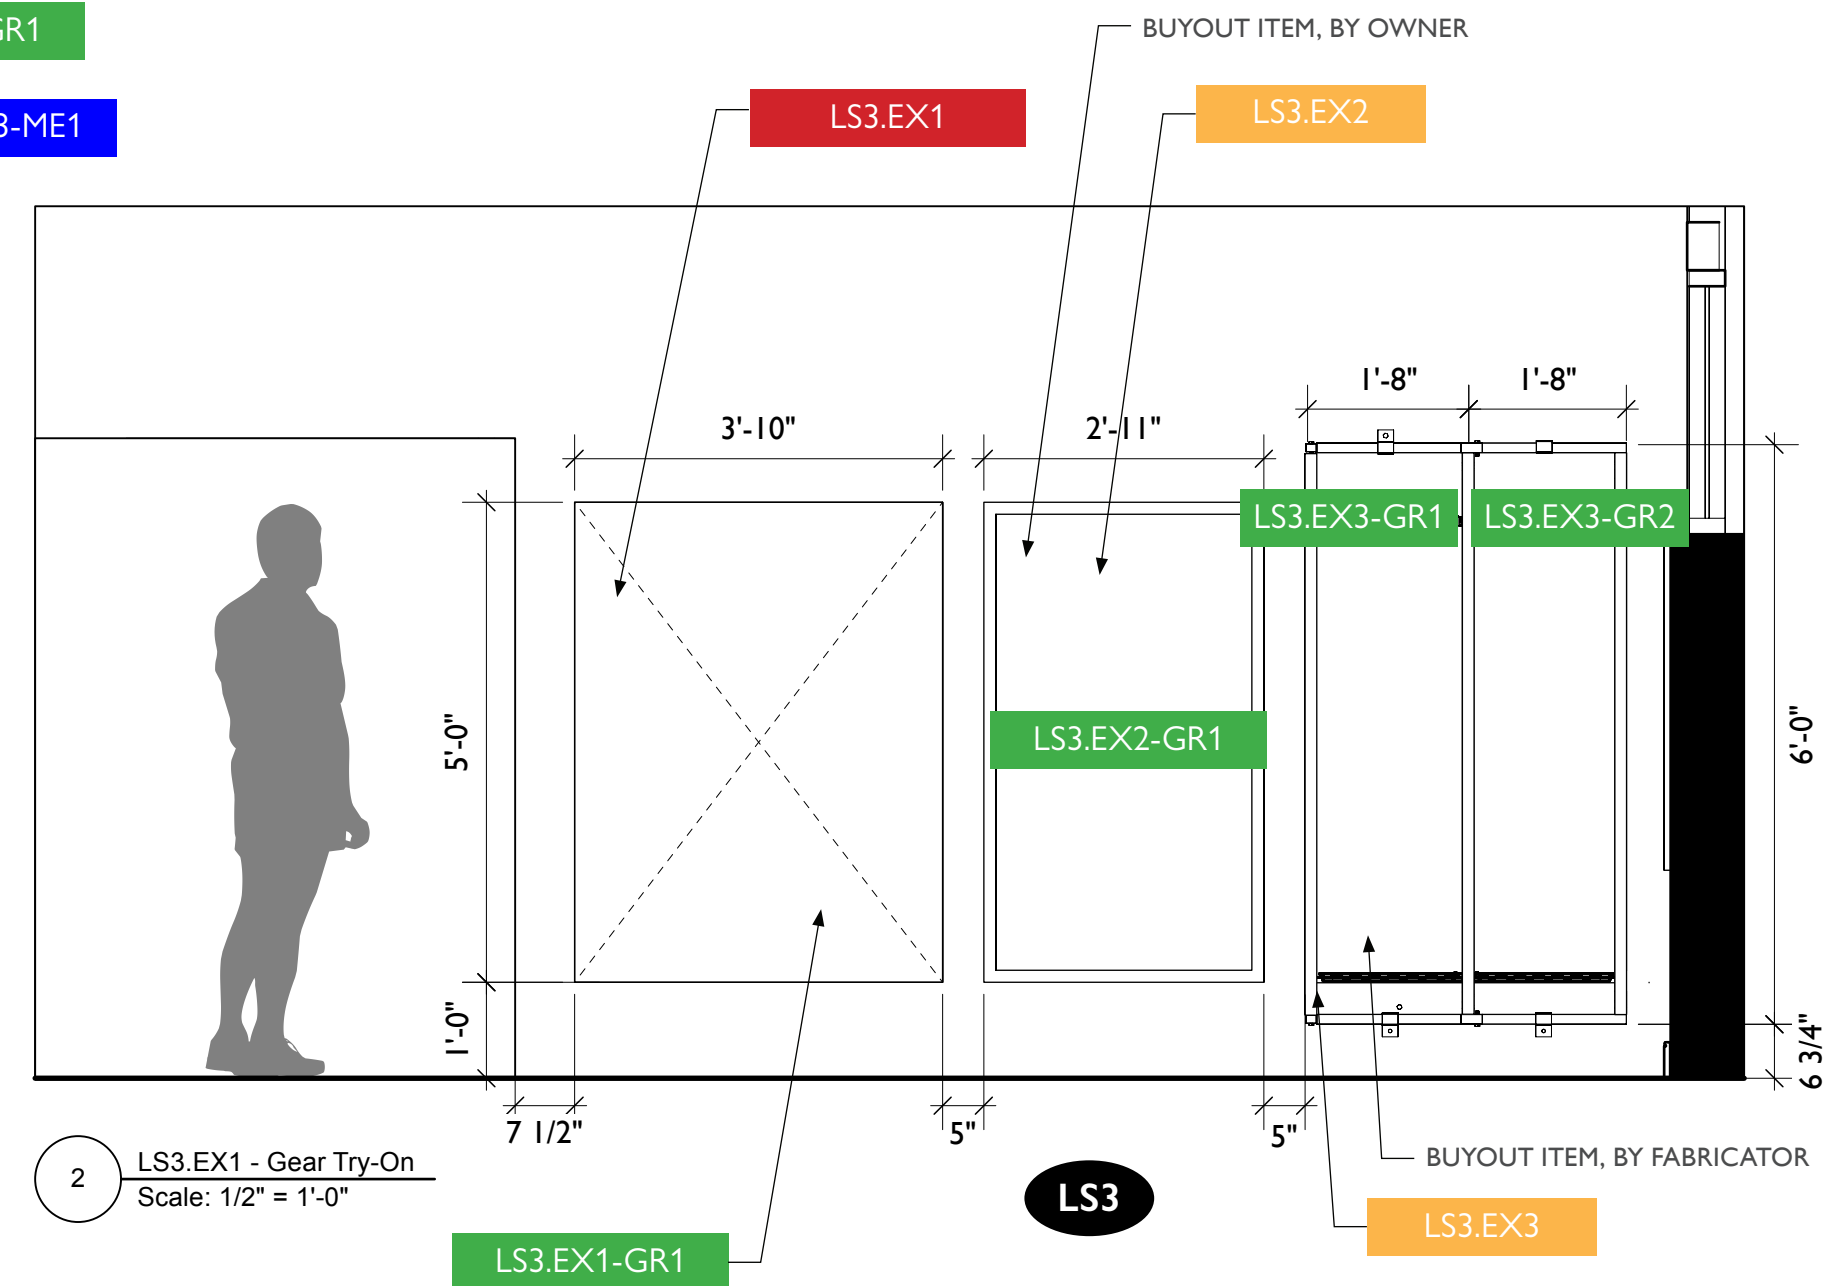 GR1
BUYOUT ITEM, BY OWNER
3-ME1
LS3.EX1
LS3.EX2
1'-8"
1'-8"
3'-10"
2'-11"
LS3.EX3-GR1
LS3.EX3-GR2
5'-0"
LS3.EX2-GR1
6'-0"
1'-0"
6 3/4"
7 1/2"
5"
5"
2
LS3.EX1 - Gear Try-On
Scale: 1/2" = 1'-0"
LS3
BUYOUT ITEM, BY FABRICATOR
LS3.EX3
LS3.EX1-GR1